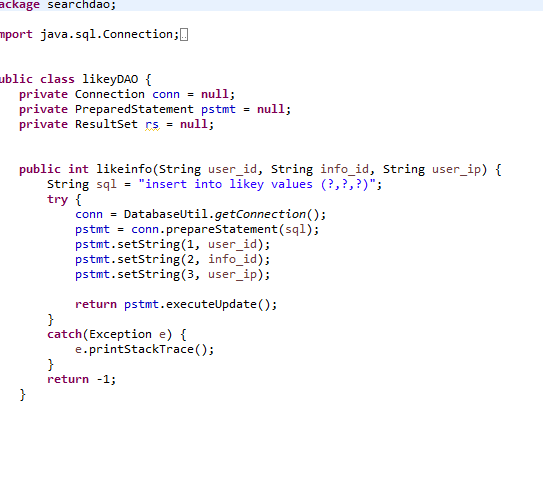 ackage searchdao;
mport java.sql.Connection;
ublic class likeyDAO {
private Connection conn = null;
private PreparedStatement pstmt = null;
private ResultSet rs = null;
public int likeinfo(String user_id, String info_id, String user_ip) {
String sql = "insert into likey values (?,?,?)";
try {
conn = DatabaseUtil.getConnection();
pstmt = conn.prepareStatement(sql);
pstmt.setString(1, user_id);
pstmt.setString(2, info_id);
pstmt.setString(3, user_ip);
return pstmt.executeUpdate();
}
catch(Exception e) {
e.printStackTrace();
}
return -1;
}